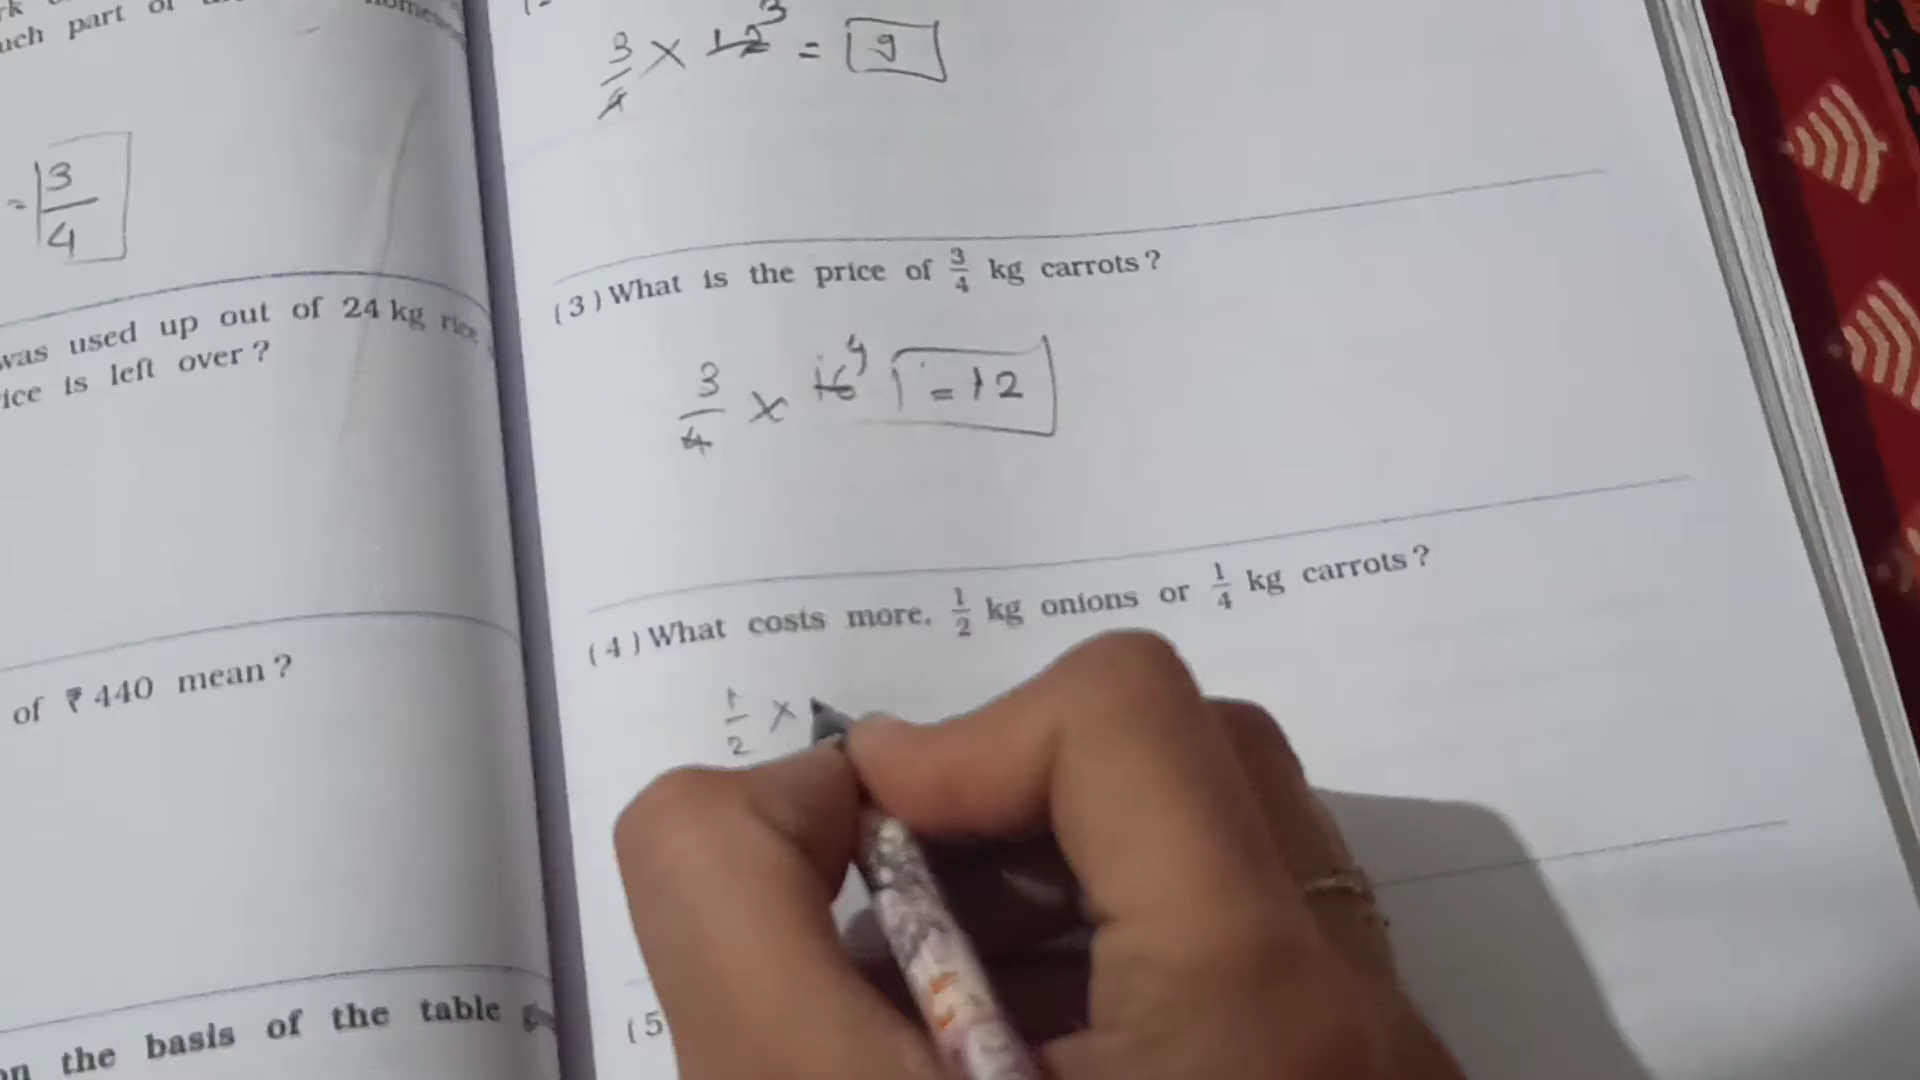 uch part of
= 3/4
was used up out of 24 kg rice
ice is left over ?
of ₹ 440 mean ?
on the basis of the table
3/4 × 12 3 = 9
(3) What is the price of 3/4 kg carrots ?
3/4 × 16 4 = 12
(4) What costs more, 1/2 kg onions or 1/4 kg carrots ?
1/2 ×
(5